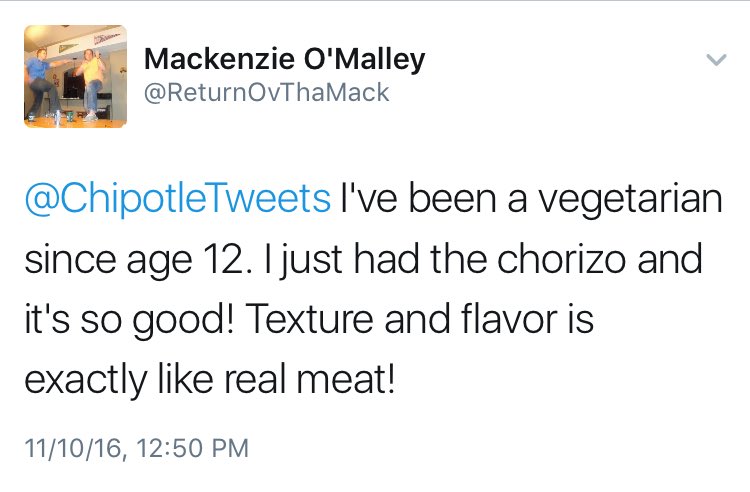 Mackenzie O'Malley
@ReturnOvThaMack
@ChipotleTweets I've been a vegetarian
since age 12. I just had the chorizo and
it's so good! Texture and flavor is
exactly like real meat!
11/10/16, 12:50 PM